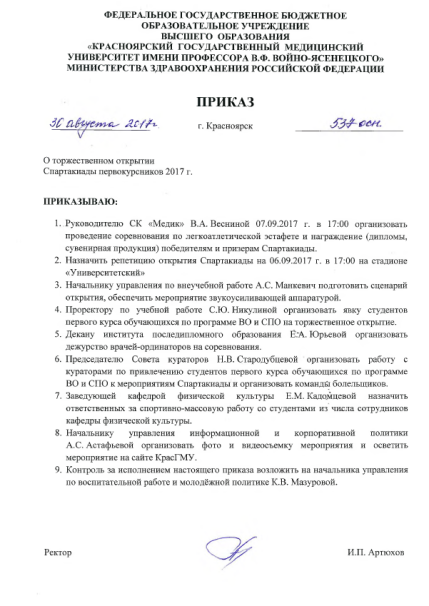 ФЕДЕРАЛЬНОЕ ГОСУДАРСТВЕННОЕ БЮДЖЕТНОЕ
ОБРАЗОВАТЕЛЬНОЕ УЧРЕЖДЕНИЕ
ВЫСШЕГО ОБРАЗОВАНИЯ
«КРАСНОЯРСКИЙ ГОСУДАРСТВЕННЫЙ МЕДИЦИНСКИЙ
УНИВЕРСИТЕТ ИМЕНИ ПРОФЕССОРА В.Ф. ВОЙНО-ЯСЕНЕЦКОГО»
МИНИСТЕРСТВА ЗДРАВООХРАНЕНИЯ РОССИЙСКОЙ ФЕДЕРАЦИИ
ПРИКАЗ
30 августа 2017г. г. Красноярск 537 осн.
О торжественном открытии
Спартакиады первокурсников 2017 г.
ПРИКАЗЫВАЮ:
1. Руководителю СК «Медик» В.А. Весниной 07.09.2017 г. в 17:00 организовать
проведение соревнования по легкоатлетической эстафете и награждение (дипломы,
сувенирная продукция) победителям и призерам Спартакиады.
2. Назначить репетицию открытия Спартакиады на 06.09.2017 г. в 17:00 на стадионе
«Университетский»
3. Начальнику управления по внеучебной работе А.С. Манкевич подготовить сценарий
открытия, обеспечить мероприятие звукоусиливающей аппаратурой.
4. Проректору по учебной работе С.Ю. Никулиной организовать явку студентов
первого курса обучающихся по программе ВО и СПО на торжественное открытие.
5. Декану института последипломного образования Е.А. Юрьевой организовать
дежурство врачей-ординаторов на соревнования.
6. Председателю Совета кураторов Н.В. Стародубцевой организовать работу с
кураторами по привлечению студентов первого курса обучающихся по программе
ВО и СПО к мероприятиям Спартакиады и организовать команды болельщиков.
7. Заведующей кафедрой физической культуры Е.М. Кадомцевой назначить
ответственных за спортивно-массовую работу со студентами из числа сотрудников
кафедры физической культуры.
8. Начальнику управления информационной и корпоративной политики
А.С. Астафьевой организовать фото и видеосъемку мероприятия и осветить
мероприятие на сайте КрасГМУ.
9. Контроль за исполнением настоящего приказа возложить на начальника управления
по воспитательной работе и молодёжной политике К.В. Мазуровой.
Ректор И.П. Артюхов